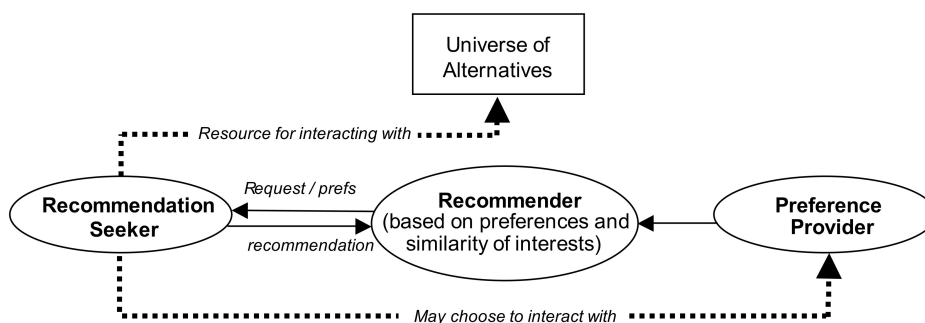 Universe of
Alternatives
Resource for interacting with
Request / prefs
Recommendation
Seeker
recommendation
Recommender
(based on preferences and
similarity of interests)
Preference
Provider
May choose to interact with